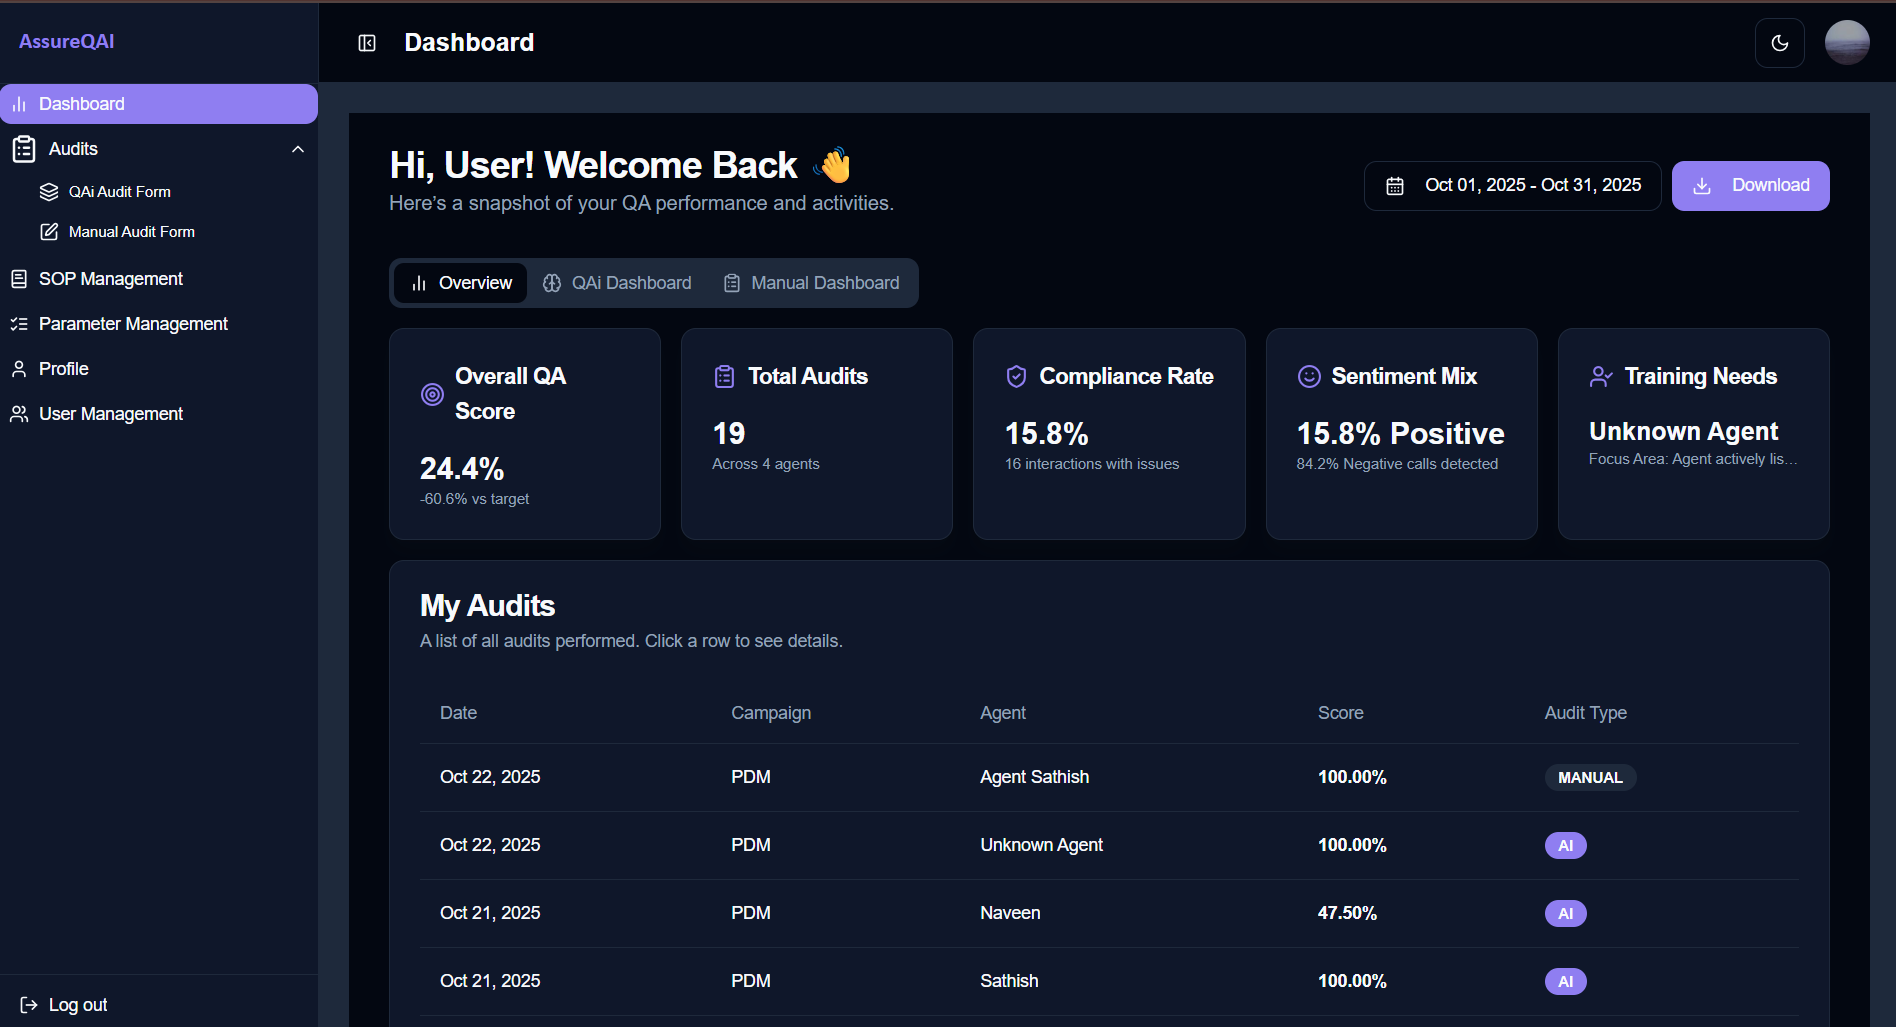 AssureQAI
Dashboard
Dashboard
Audits
QAi Audit Form
Manual Audit Form
SOP Management
Parameter Management
Profile
User Management
Log out
Hi, User! Welcome Back 👋
Here's a snapshot of your QA performance and activities.
Oct 01, 2025 - Oct 31, 2025
Download
Overview
QAi Dashboard
Manual Dashboard
Overall QA
Score
24.4%
-60.6% vs target
Total Audits
19
Across 4 agents
Compliance Rate
15.8%
16 interactions with issues
Sentiment Mix
15.8% Positive
84.2% Negative calls detected
Training Needs
Unknown Agent
Focus Area: Agent actively lis...
My Audits
A list of all audits performed. Click a row to see details.
Date Campaign Agent Score Audit Type
Oct 22, 2025 PDM Agent Sathish 100.00% MANUAL
Oct 22, 2025 PDM Unknown Agent 100.00% AI
Oct 21, 2025 PDM Naveen 47.50% AI
Oct 21, 2025 PDM Sathish 100.00% AI